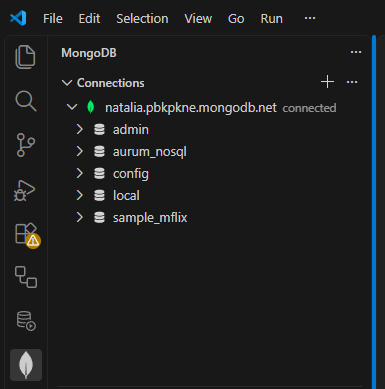 File Edit Selection View Go Run ···
MongoDB ···
Connections + ···
natalia.pbkpkne.mongodb.net connected
admin
aurum_nosql
config
local
sample_mflix